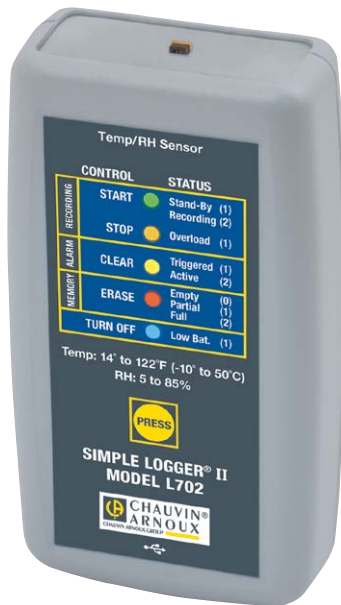 Temp/RH Sensor
CONTROL STATUS
RECORDING
START Stand-By (1)
Recording (2)
STOP Overload (1)
ALARM
CLEAR Triggered (1)
Active (2)
MEMORY
ERASE Empty (0)
Partial (1)
Full (2)
TURN OFF Low Bat. (1)
Temp: 14° to 122°F (-10° to 50°C)
RH: 5 to 85%
PRESS
SIMPLE LOGGER® II
MODEL L702
CHAUVIN®
ARNOUX
CHAUVIN ARNOUX GROUP